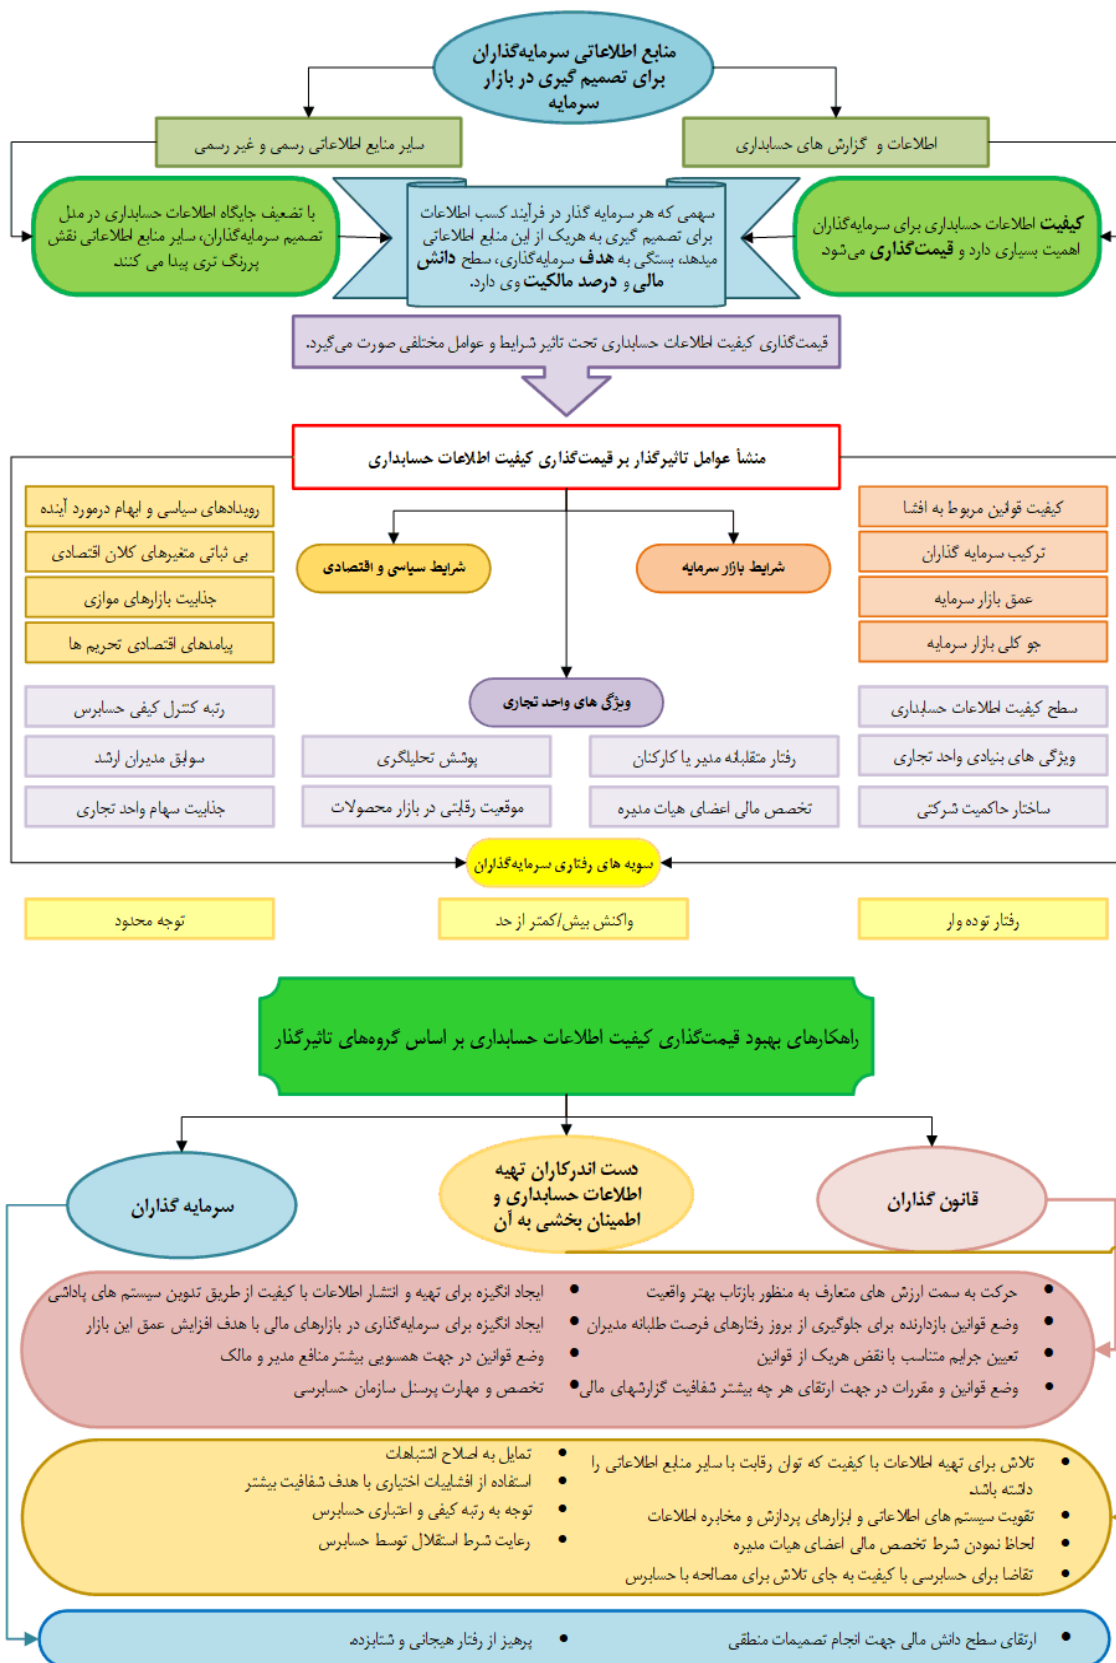 منابع اطلاعاتی سرمایه‌گذاران
برای تصمیم گیری در بازار
سرمایه
اطلاعات و گزارش های حسابداری
سایر منابع اطلاعاتی رسمی و غیر رسمی
کیفیت اطلاعات حسابداری برای سرمایه‌گذاران
اهمیت بسیاری دارد و قیمت‌گذاری می‌شود.
سهمی که هر سرمایه گذار در فرآیند کسب اطلاعات
برای تصمیم گیری به هریک از این منابع اطلاعاتی
میدهد، بستگی به هدف سرمایه‌گذاری، سطح دانش
مالی و درصد مالکیت وی دارد.
با تضعیف جایگاه اطلاعات حسابداری در مدل
تصمیم سرمایه‌گذاران، سایر منابع اطلاعاتی نقش
پررنگ تری پیدا می کنند.
قیمت‌گذاری کیفیت اطلاعات حسابداری تحت تاثیر شرایط و عوامل مختلفی صورت می‌گیرد.
منشأ عوامل تاثیرگذار بر قیمت‌گذاری کیفیت اطلاعات حسابداری
شرایط بازار سرمایه
شرایط سیاسی و اقتصادی
کیفیت قوانین مربوط به افشا
ترکیب سرمایه گذاران
عمق بازار سرمایه
جو کلی بازار سرمایه
رویدادهای سیاسی و ابهام درمورد آینده
بی ثباتی متغیرهای کلان اقتصادی
جذابیت بازارهای موازی
پیامدهای اقتصادی تحریم ها
ویژگی های واحد تجاری
سطح کیفیت اطلاعات حسابداری
رتبه کنترل کیفی حسابرس
ویژگی های بنیادی واحد تجاری
رفتار متقلبانه مدیر یا کارکنان
پوشش تحلیلگری
سوابق مدیران ارشد
ساختار حاکمیت شرکتی
تخصص مالی اعضای هیات مدیره
موقعیت رقابتی در بازار محصولات
جذابیت سهام واحد تجاری
سویه های رفتاری سرمایه‌گذاران
رفتار توده وار
واکنش بیش/کمتر از حد
توجه محدود
راهکارهای بهبود قیمت‌گذاری کیفیت اطلاعات حسابداری بر اساس گروه‌های تاثیرگذار
قانون گذاران
دست اندرکاران تهیه
اطلاعات حسابداری و
اطمینان بخشی به آن
سرمایه گذاران
• حرکت به سمت ارزش های متعارف به منظور بازتاب بهتر واقعیت
• وضع قوانین بازدارنده برای جلوگیری از بروز رفتارهای فرصت طلبانه مدیران
• تعیین جرایم متناسب با نقض هریک از قوانین
• وضع قوانین و مقررات در جهت ارتقای هر چه بیشتر شفافیت گزارشهای مالی
• ایجاد انگیزه برای تهیه و انتشار اطلاعات با کیفیت از طریق تدوین سیستم های پاداشی
• ایجاد انگیزه برای سرمایه‌گذاری در بازارهای مالی با هدف افزایش عمق این بازار
• وضع قوانین در جهت همسویی بیشتر منافع مدیر و مالک
• تخصص و مهارت پرسنل سازمان حسابرسی
• تلاش برای تهیه اطلاعات با کیفیت که توان رقابت با سایر منابع اطلاعاتی را
داشته باشد.
• تقویت سیستم های اطلاعاتی و ابزارهای پردازش و مخابره اطلاعات
• لحاظ نمودن شرط تخصص مالی اعضای هیات مدیره
• تقاضا برای حسابرسی با کیفیت به جای تلاش برای مصالحه با حسابرس
• تمایل به اصلاح اشتباهات
• استفاده از افشاییات اختیاری با هدف شفافیت بیشتر
• توجه به رتبه کیفی و اعتباری حسابرس
• رعایت شرط استقلال توسط حسابرس
• ارتقای سطح دانش مالی جهت انجام تصمیمات منطقی
• پرهیز از رفتار هیجانی و شتابزده.